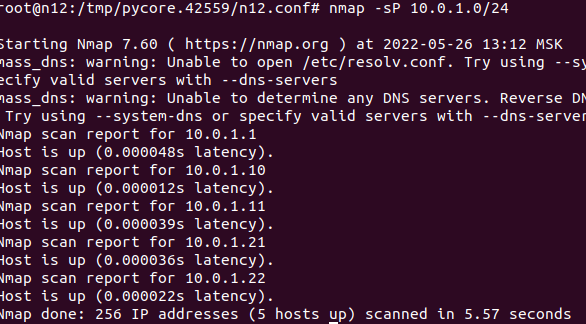 root@n12:/tmp/pycore.42559/n12.conf# nmap -sP 10.0.1.0/24
Starting Nmap 7.60 ( https://nmap.org ) at 2022-05-26 13:12 MSK
mass_dns: warning: Unable to open /etc/resolv.conf. Try using --sy
ecify valid servers with --dns-servers
mass_dns: warning: Unable to determine any DNS servers. Reverse DN
Try using --system-dns or specify valid servers with --dns-server
Nmap scan report for 10.0.1.1
Host is up (0.000048s latency).
Nmap scan report for 10.0.1.10
Host is up (0.000012s latency).
Nmap scan report for 10.0.1.11
Host is up (0.000039s latency).
Nmap scan report for 10.0.1.21
Host is up (0.000036s latency).
Nmap scan report for 10.0.1.22
Host is up (0.000022s latency).
Nmap done: 256 IP addresses (5 hosts up) scanned in 5.57 seconds